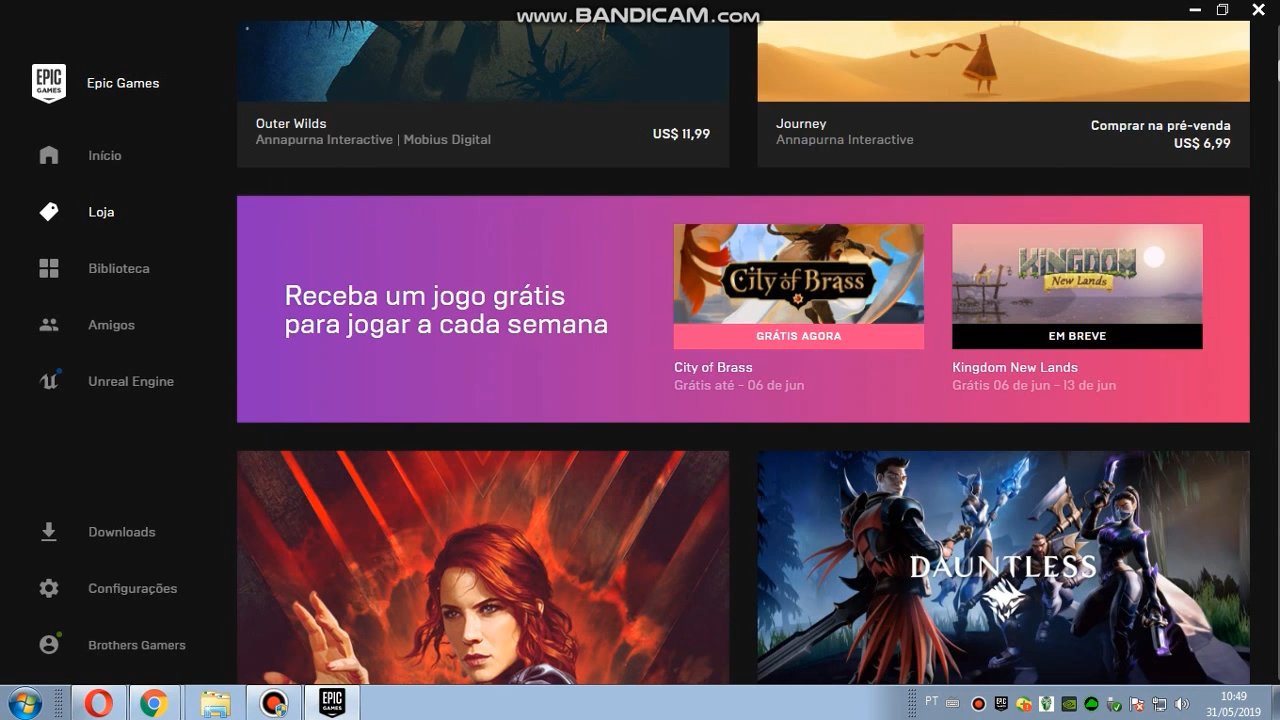 www.BANDICAM.com
EPIC GAMES
Epic Games
Início
Loja
Biblioteca
Amigos
Unreal Engine
Downloads
Configurações
Brothers Gamers
Outer Wilds
Annapurna Interactive | Mobius Digital
US$ 11,99
Journey
Annapurna Interactive
Comprar na pré-venda
US$ 6,99
Receba um jogo grátis
para jogar a cada semana
City of Brass
GRÁTIS AGORA
City of Brass
Grátis até - 06 de jun
KINGDOM
New Lands
EM BREVE
Kingdom New Lands
Grátis 06 de jun - 13 de jun
DAUNTLESS
EPIC GAMES
PT
10:49
31/05/2019